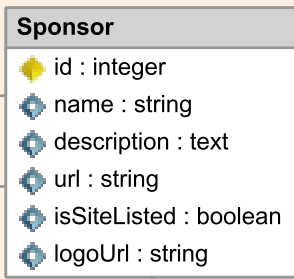 Sponsor
id : integer
name : string
description : text
url : string
isSiteListed : boolean
logoUrl : string